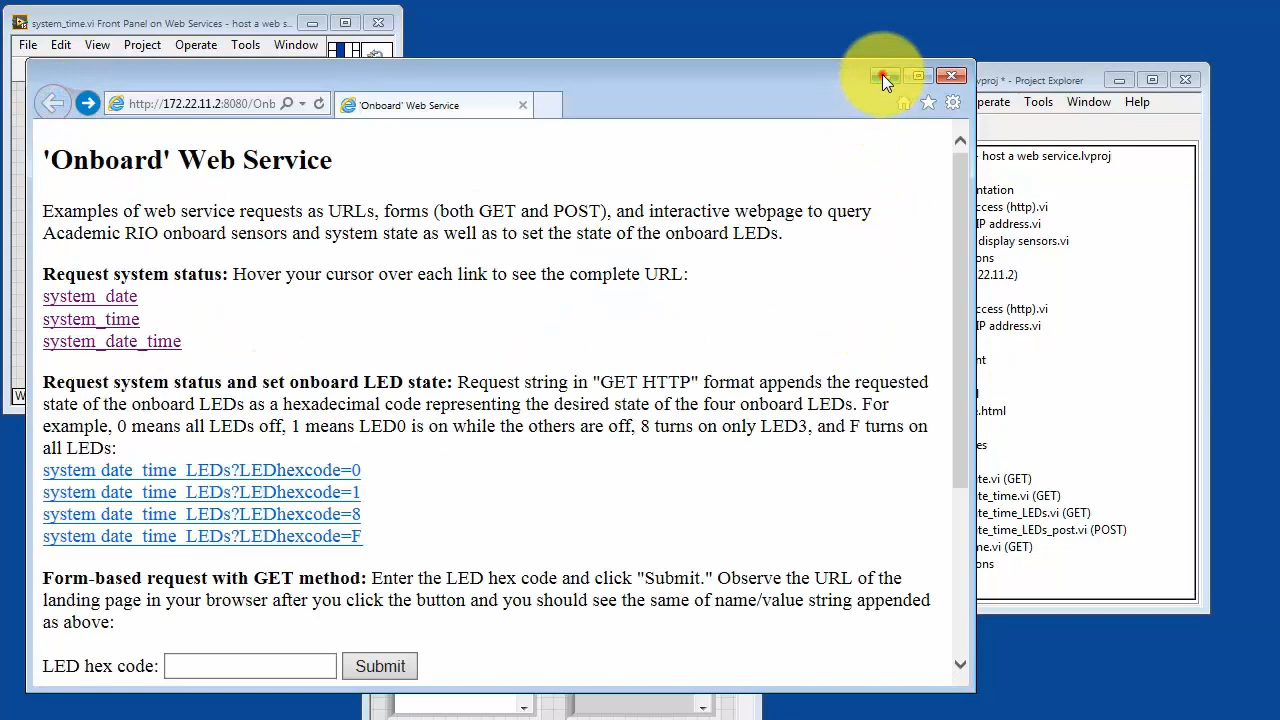 system_time.vi Front Panel on Web Services - host a web s...
File Edit View Project Operate Tools Window
http://172.22.11.2:8080/Onb
'Onboard' Web Service
'Onboard' Web Service
Examples of web service requests as URLs, forms (both GET and POST), and interactive webpage to query
Academic RIO onboard sensors and system state as well as to set the state of the onboard LEDs.
Request system status: Hover your cursor over each link to see the complete URL:
system_date
system_time
system_date_time
Request system status and set onboard LED state: Request string in "GET HTTP" format appends the requested
state of the onboard LEDs as a hexadecimal code representing the desired state of the four onboard LEDs. For
example, 0 means all LEDs off, 1 means LED0 is on while the others are off, 8 turns on only LED3, and F turns on
all LEDs:
system_date_time_LEDs?LEDhexcode=0
system_date_time_LEDs?LEDhexcode=1
system_date_time_LEDs?LEDhexcode=8
system_date_time_LEDs?LEDhexcode=F
Form-based request with GET method: Enter the LED hex code and click "Submit." Observe the URL of the
landing page in your browser after you click the button and you should see the same of name/value string appended
as above:
LED hex code: Submit
vproj * - Project Explorer
perate Tools Window Help
- host a web service.lvproj
ntation
ccess (http).vi
IP address.vi
display sensors.vi
ons
22.11.2)
ccess (http).vi
IP address.vi
nt
e.html
es
te.vi (GET)
te_time.vi (GET)
te_time_LEDs.vi (GET)
te_time_LEDs_post.vi (POST)
me.vi (GET)
ons
W